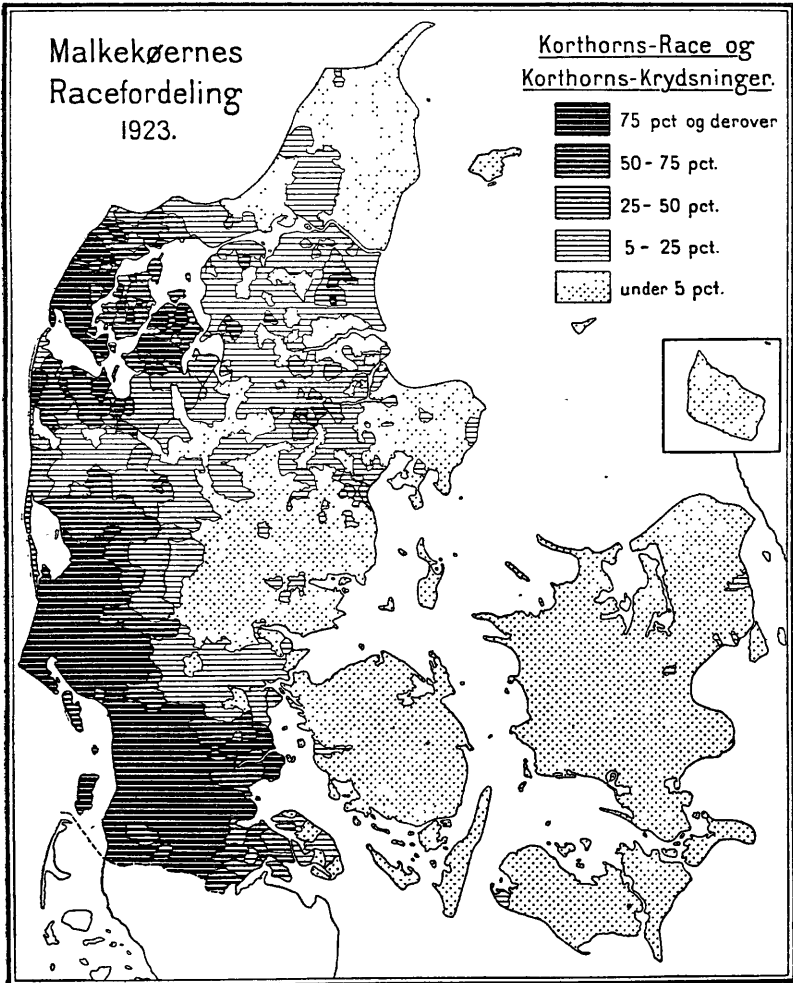 Malkekøernes
Racefordeling
1923.
Korthorns-Race og
Korthorns-Krydsninger.
75 pct og derover
50-75 pct.
25-50 pct.
5-25 pct.
under 5 pct.